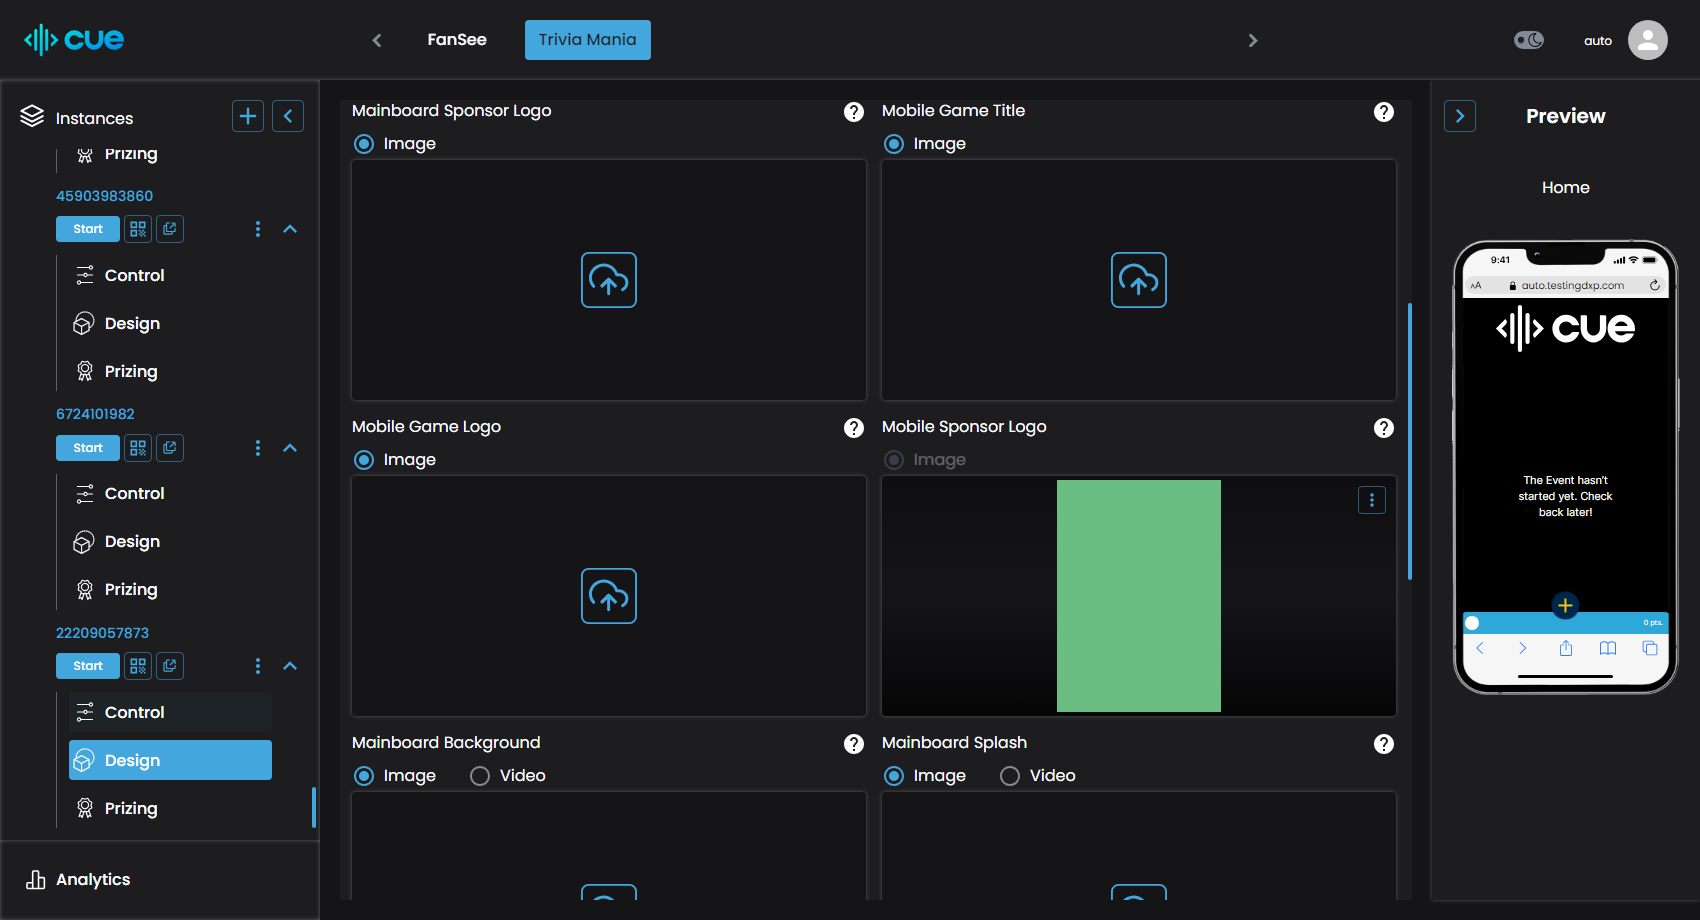 cue
FanSee
Trivia Mania
auto
Instances
Prizing
45903983860
Start
Control
Design
Prizing
6724101982
Start
Control
Design
Prizing
22209057873
Start
Control
Design
Prizing
Analytics
Mainboard Sponsor Logo
?
Image
Mobile Game Title
?
Image
Mobile Game Logo
?
Image
Mobile Sponsor Logo
?
Image
Mainboard Background
?
Image
Video
Mainboard Splash
?
Image
Video
Preview
Home
9:41
AA
auto.testingdxp.com
cue
The Event hasn't
started yet. Check
back later!
0 pts.